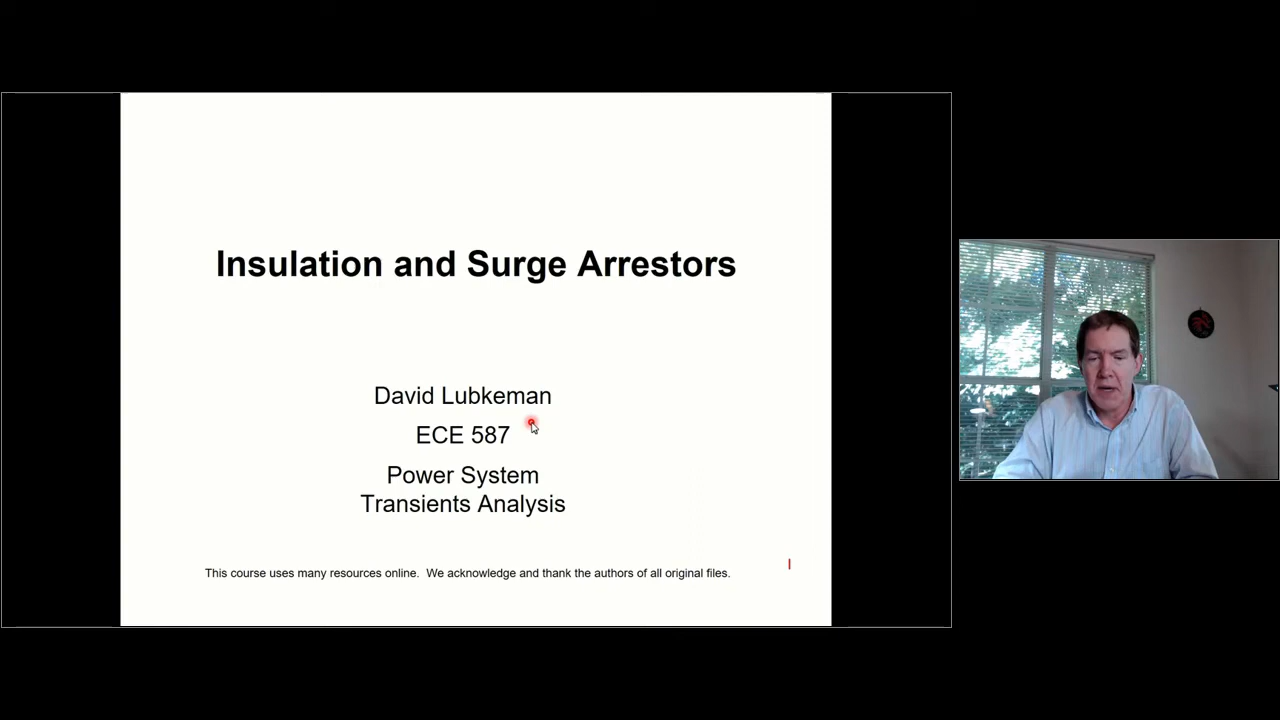 Insulation and Surge Arrestors
David Lubkeman
ECE 587
Power System
Transients Analysis
This course uses many resources online. We acknowledge and thank the authors of all original files.